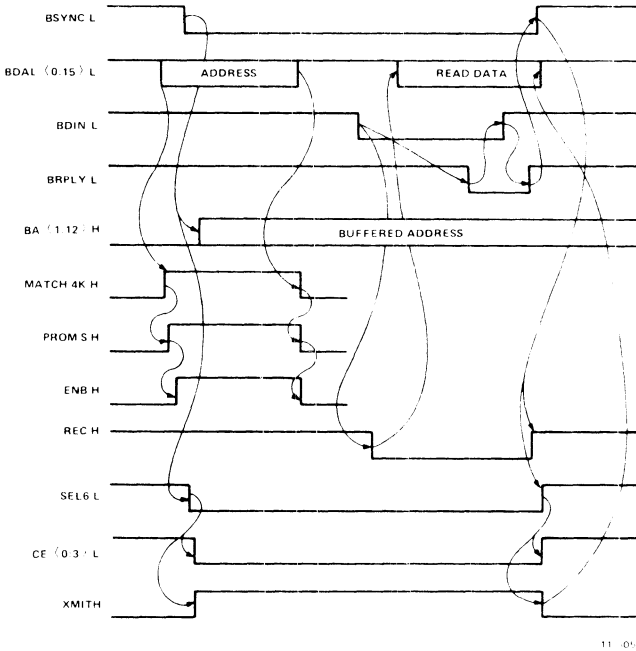 BSYNC L
BDAL ⟨0.15⟩ L
ADDRESS
READ DATA
BDIN L
BRPLY L
BA ⟨1.12⟩ H
BUFFERED ADDRESS
MATCH 4K H
PROM S H
ENB H
REC H
SEL6 L
CE ⟨0:3⟩ L
XMIT H